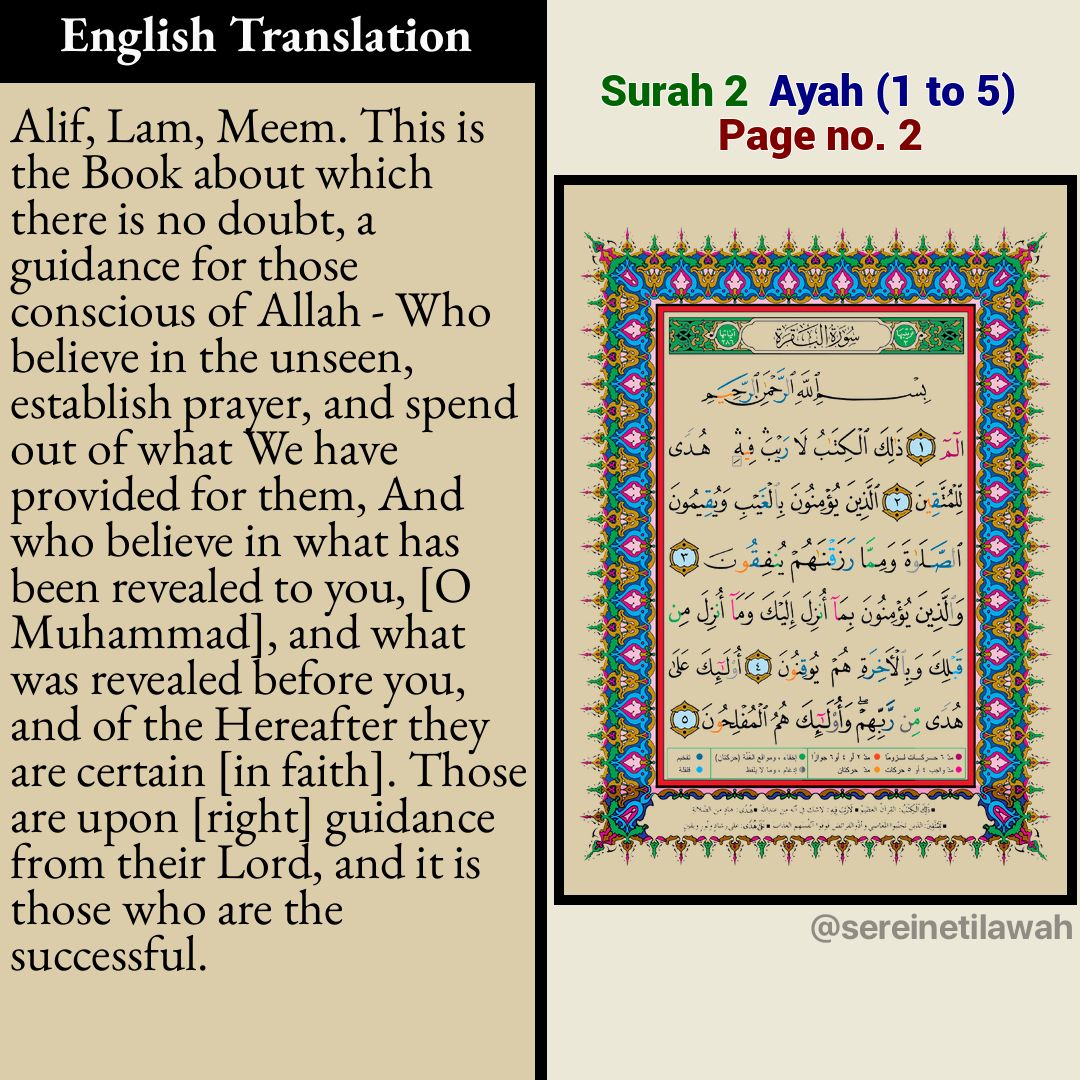 English Translation
Alif, Lam, Meem. This is
the Book about which
there is no doubt, a
guidance for those
conscious of Allah - Who
believe in the unseen,
establish prayer, and spend
out of what We have
provided for them, And
who believe in what has
been revealed to you, [O
Muhammad], and what
was revealed before you,
and of the Hereafter they
are certain [in faith]. Those
are upon [right] guidance
from their Lord, and it is
those who are the
successful.
Surah 2 Ayah (1 to 5)
Page no. 2
سُورَةُ البَقَرَةِ
بِسْمِ ٱللَّهِ ٱلرَّحْمَٰنِ ٱلرَّحِيمِ
الٓمٓ ١ ذَٰلِكَ ٱلْكِتَٰبُ لَا رَيْبَ ۛ فِيهِ ۛ هُدًى
لِّلْمُتَّقِينَ ٢ ٱلَّذِينَ يُؤْمِنُونَ بِٱلْغَيْبِ وَيُقِيمُونَ
ٱلصَّلَوٰةَ وَمِمَّا رَزَقْنَٰهُمْ يُنفِقُونَ ٣
وَٱلَّذِينَ يُؤْمِنُونَ بِمَآ أُنزِلَ إِلَيْكَ وَمَآ أُنزِلَ مِن
قَبْلِكَ وَبِٱلْأَخِرَةِ هُمْ يُوقِنُونَ ٤ أُو۟لَٰٓئِكَ عَلَىٰ
هُدًى مِّن رَّبِّهِمْ ۖ وَأُو۟لَٰٓئِكَ هُمُ ٱلْمُفْلِحُونَ ٥
@sereinetilawah